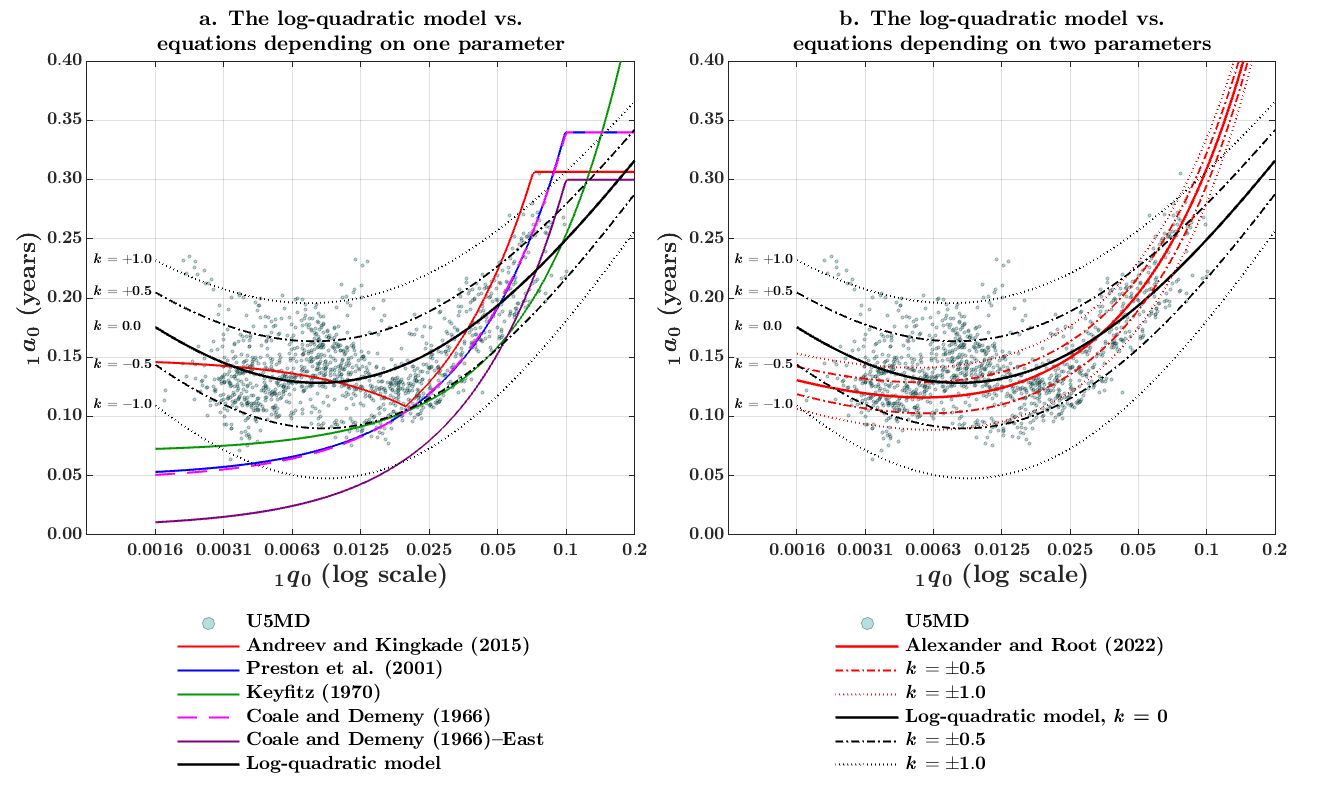 a. The log-quadratic model vs.
equations depending on one parameter
0.40
0.35
0.30
0.25
0.20
0.15
0.10
0.05
0.00
₁a₀ (years)
k = +1.0
k = +0.5
k = 0.0
k = −0.5
k = −1.0
0.0016 0.0031 0.0063 0.0125 0.025 0.05 0.1 0.2
₁q₀ (log scale)
U5MD
Andreev and Kingkade (2015)
Preston et al. (2001)
Keyfitz (1970)
Coale and Demeny (1966)
Coale and Demeny (1966)–East
Log-quadratic model
b. The log-quadratic model vs.
equations depending on two parameters
0.40
0.35
0.30
0.25
0.20
0.15
0.10
0.05
0.00
₁a₀ (years)
k = +1.0
k = +0.5
k = 0.0
k = −0.5
k = −1.0
0.0016 0.0031 0.0063 0.0125 0.025 0.05 0.1 0.2
₁q₀ (log scale)
U5MD
Alexander and Root (2022)
k = ±0.5
k = ±1.0
Log-quadratic model, k = 0
k = ±0.5
k = ±1.0